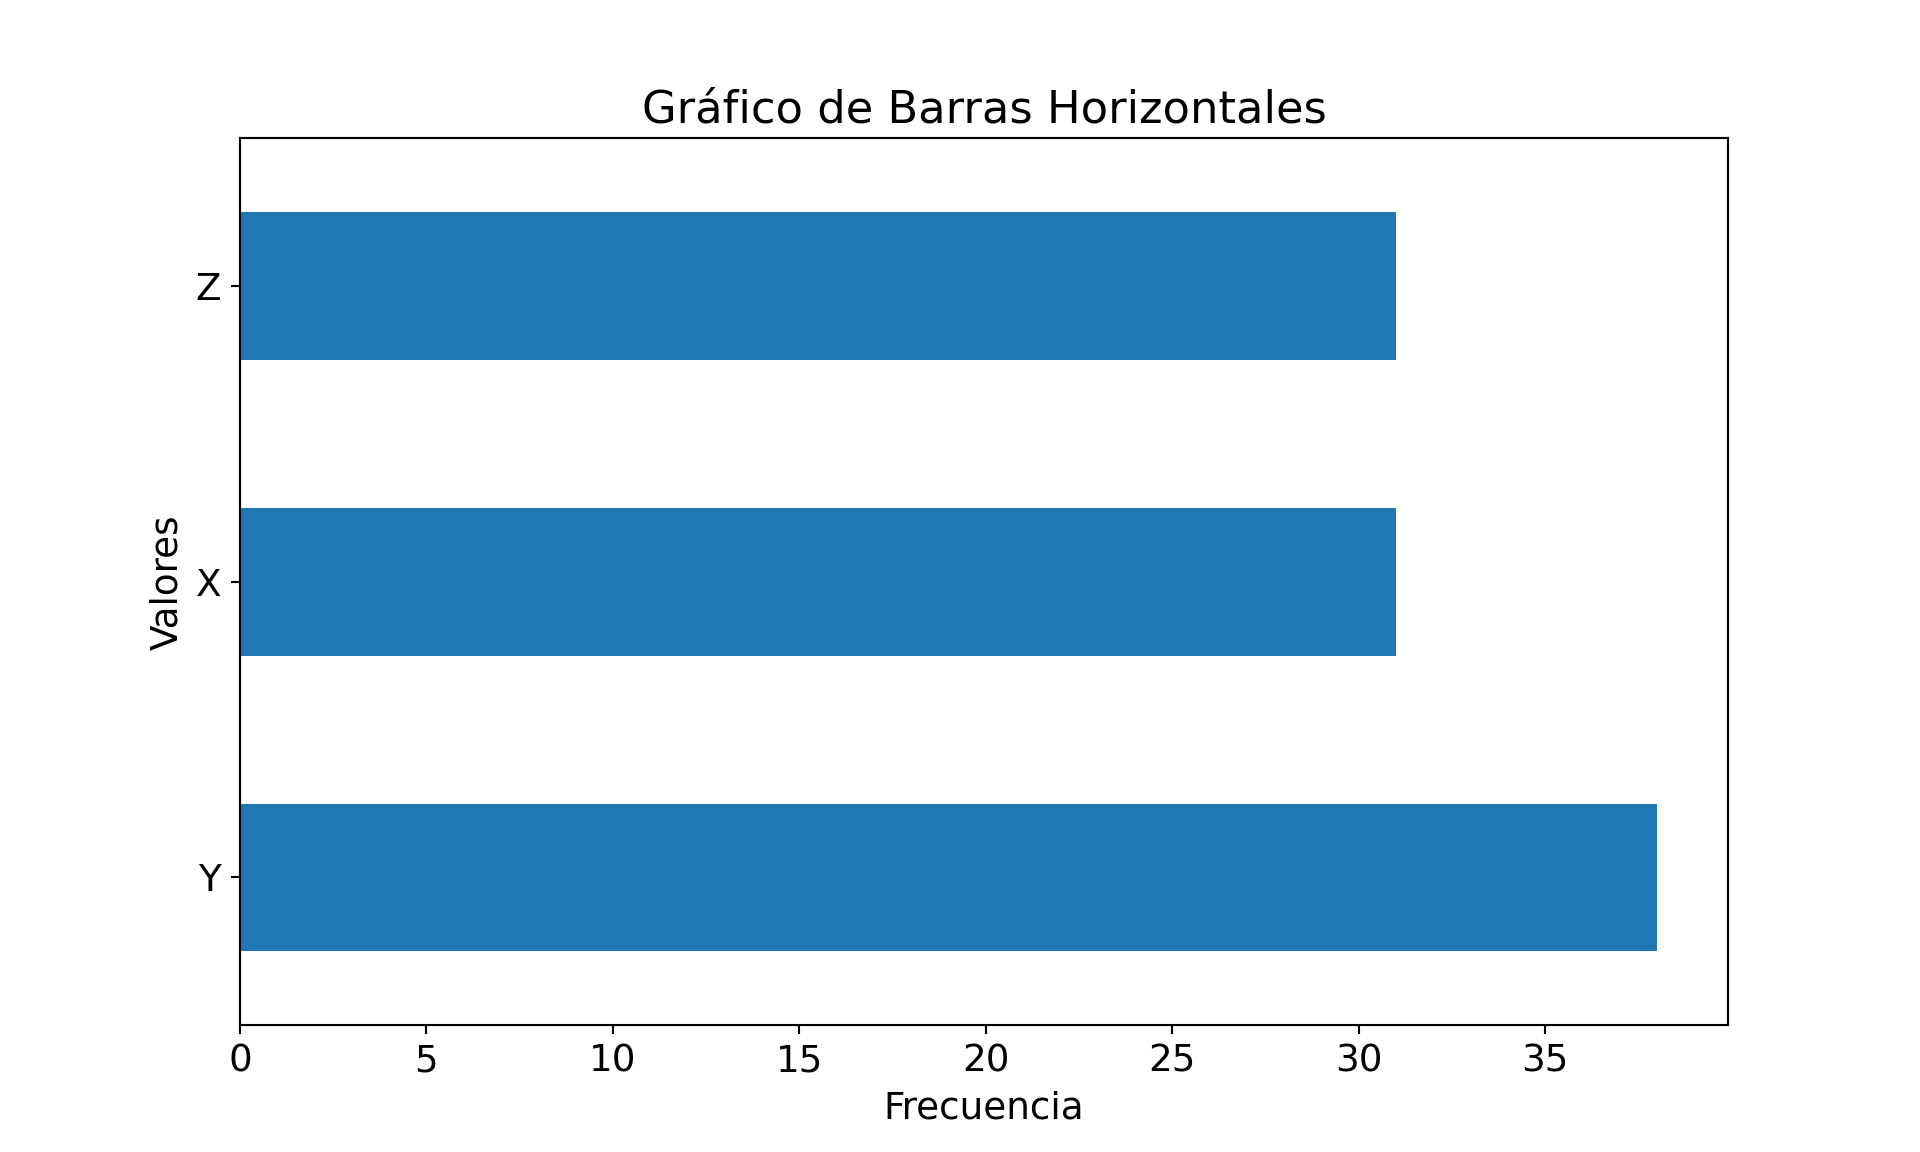 Gráfico de Barras Horizontales
Z
X
Y
Valores
0 5 10 15 20 25 30 35
Frecuencia